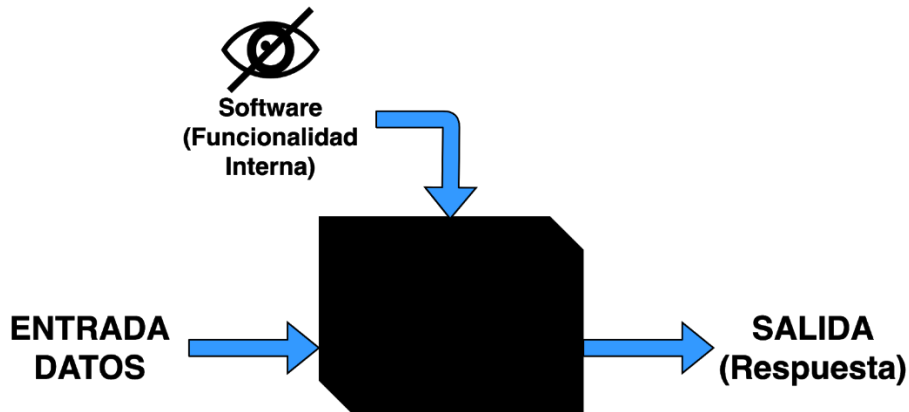 Software
(Funcionalidad
Interna)
ENTRADA
DATOS
SALIDA
(Respuesta)